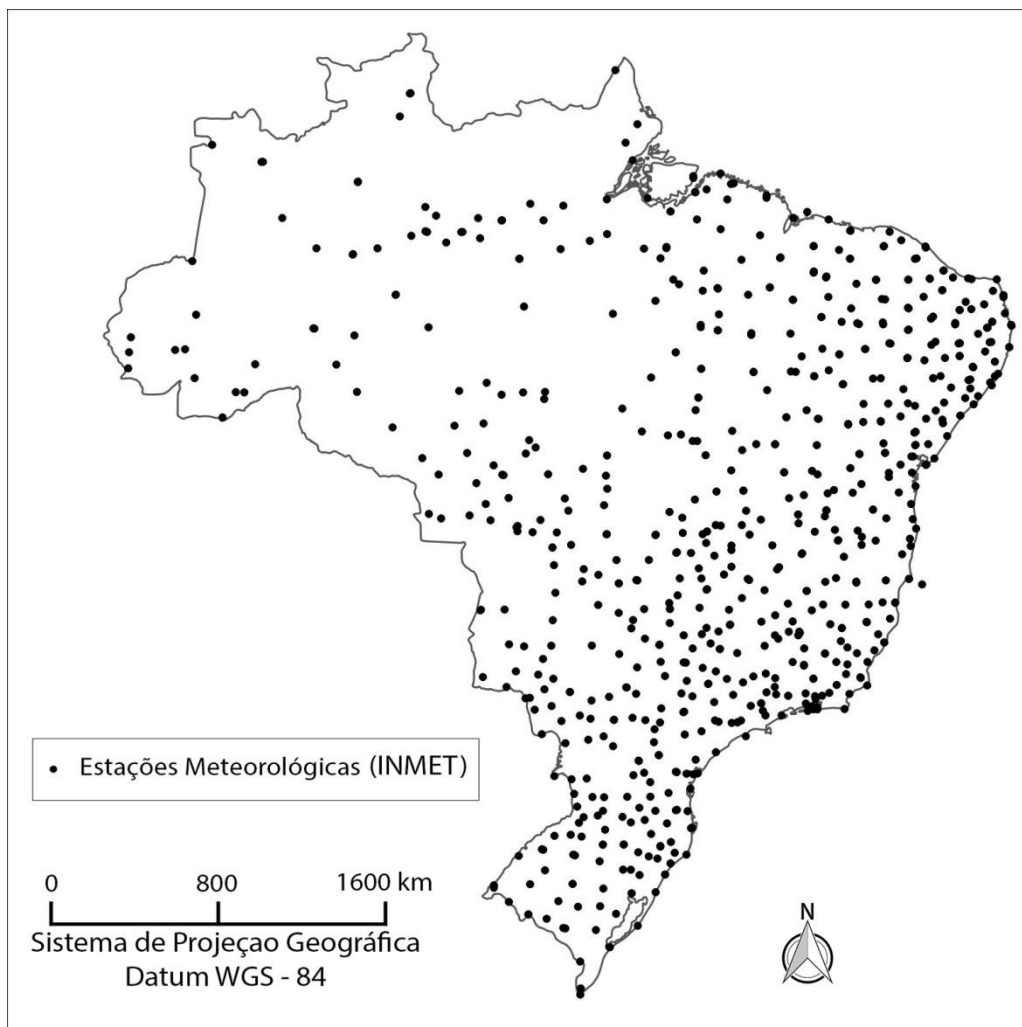 Estações Meteorológicas (INMET)
0 800 1600 km
Sistema de Projeçao Geográfica
Datum WGS - 84
N